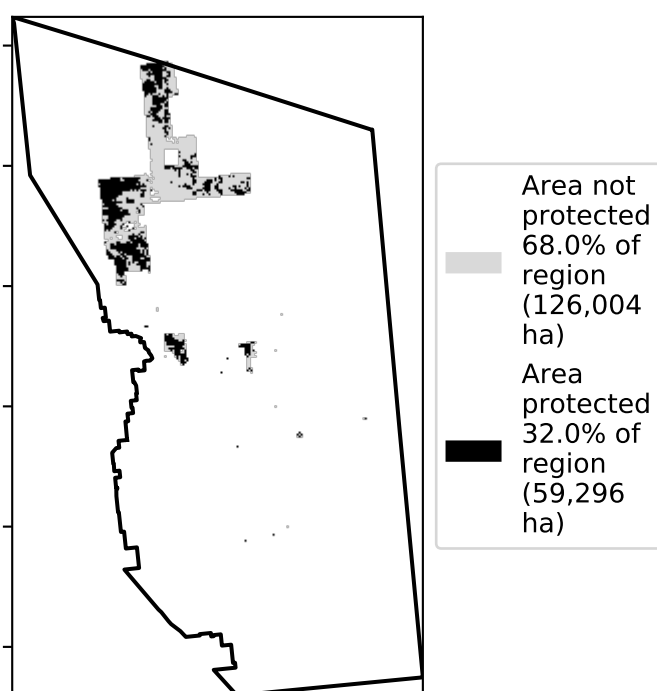 Area not
protected
68.0% of
region
(126,004
ha)
Area
protected
32.0% of
region
(59,296
ha)